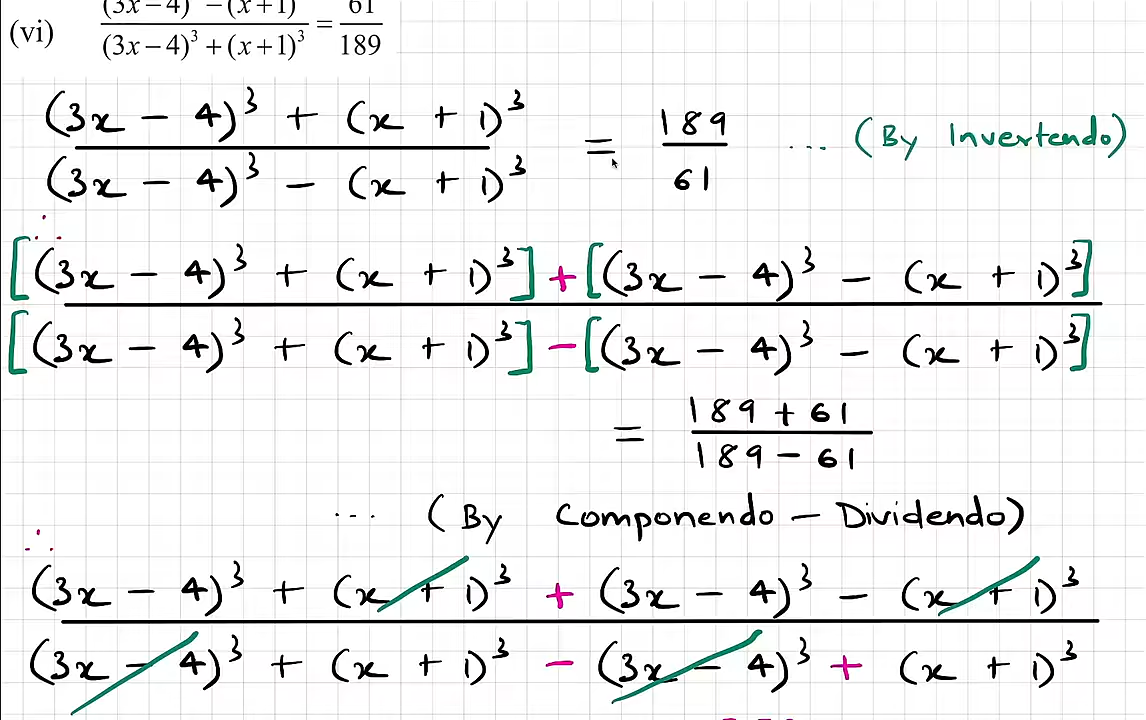 (vi) (3x−4)³ −(x+1)³ / (3x−4)³ +(x+1)³ = 61 / 189
(3x − 4)³ + (x + 1)³ / (3x − 4)³ − (x + 1)³ = 189 / 61 ... (By Invertendo)
∴
[(3x − 4)³ + (x + 1)³] + [(3x − 4)³ − (x + 1)³]
[(3x − 4)³ + (x + 1)³] − [(3x − 4)³ − (x + 1)³]
= 189 + 61 / 189 − 61
... (By Componendo − Dividendo)
∴
(3x − 4)³ + (x + 1)³ + (3x − 4)³ − (x + 1)³
(3x − 4)³ + (x + 1)³ − (3x − 4)³ + (x + 1)³